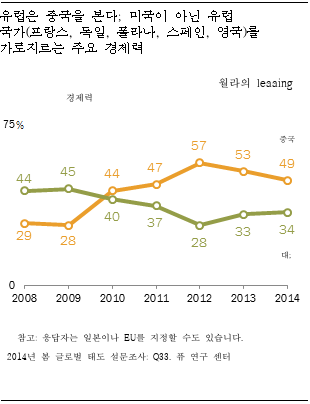 유럽은 중국을 본다; 미국이 아닌 유럽
국가(프랑스, 독일, 폴라나, 스페인, 영국)를
가로지르는 주요 경제력
월라의 leaaing
경제력
75%
중국
44 45 44 47 57 53 49
29 28 40 37 28 33 34
대;
0
2008 2009 2010 2011 2012 2013 2014
참고: 응답자는 일본이나 EU를 지정할 수도 있습니다.
2014년 봄 글로벌 태도 설문조사: Q33. 퓨 연구 센터